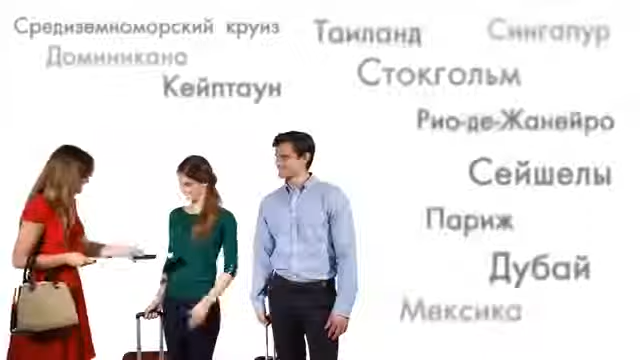 Средиземноморский круиз
Таиланд
Сингапур
Доминикана
Стокгольм
Кейптаун
Рио-де-Жанейро
Сейшелы
Париж
Дубай
Мексика